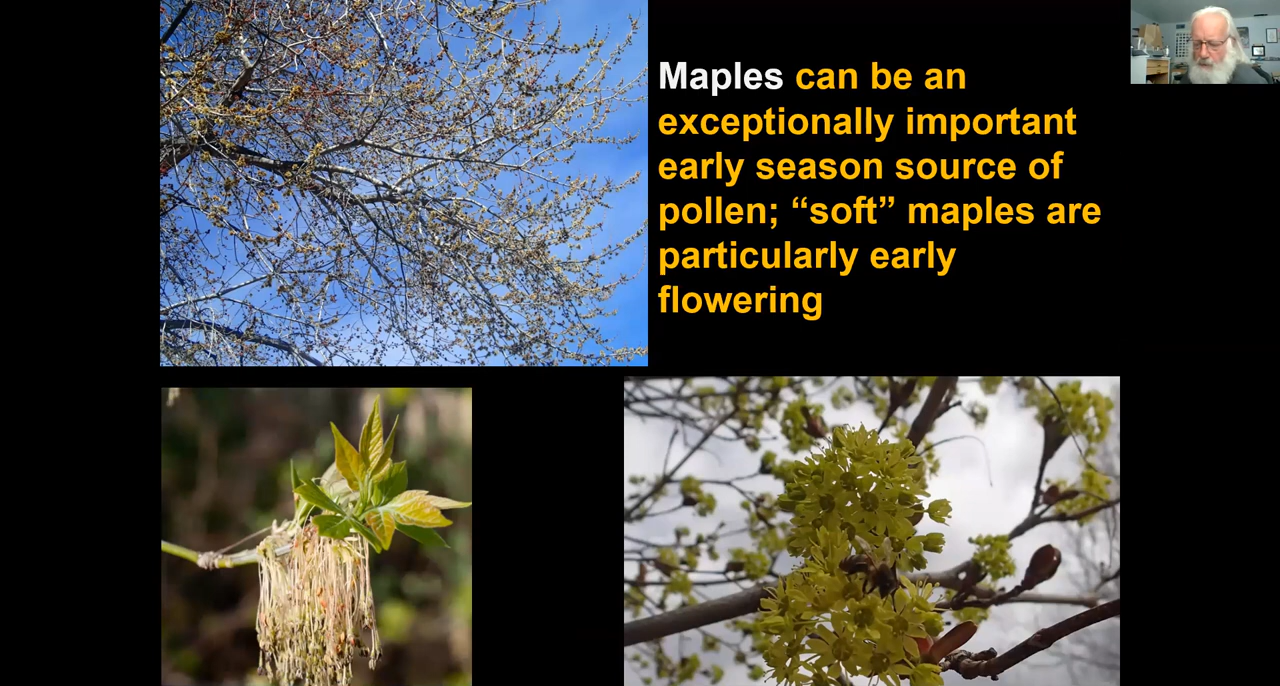 Maples can be an
exceptionally important
early season source of
pollen; “soft” maples are
particularly early
flowering